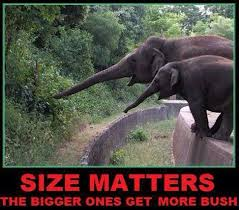 SIZE MATTERS
THE BIGGER ONES GET MORE BUSH